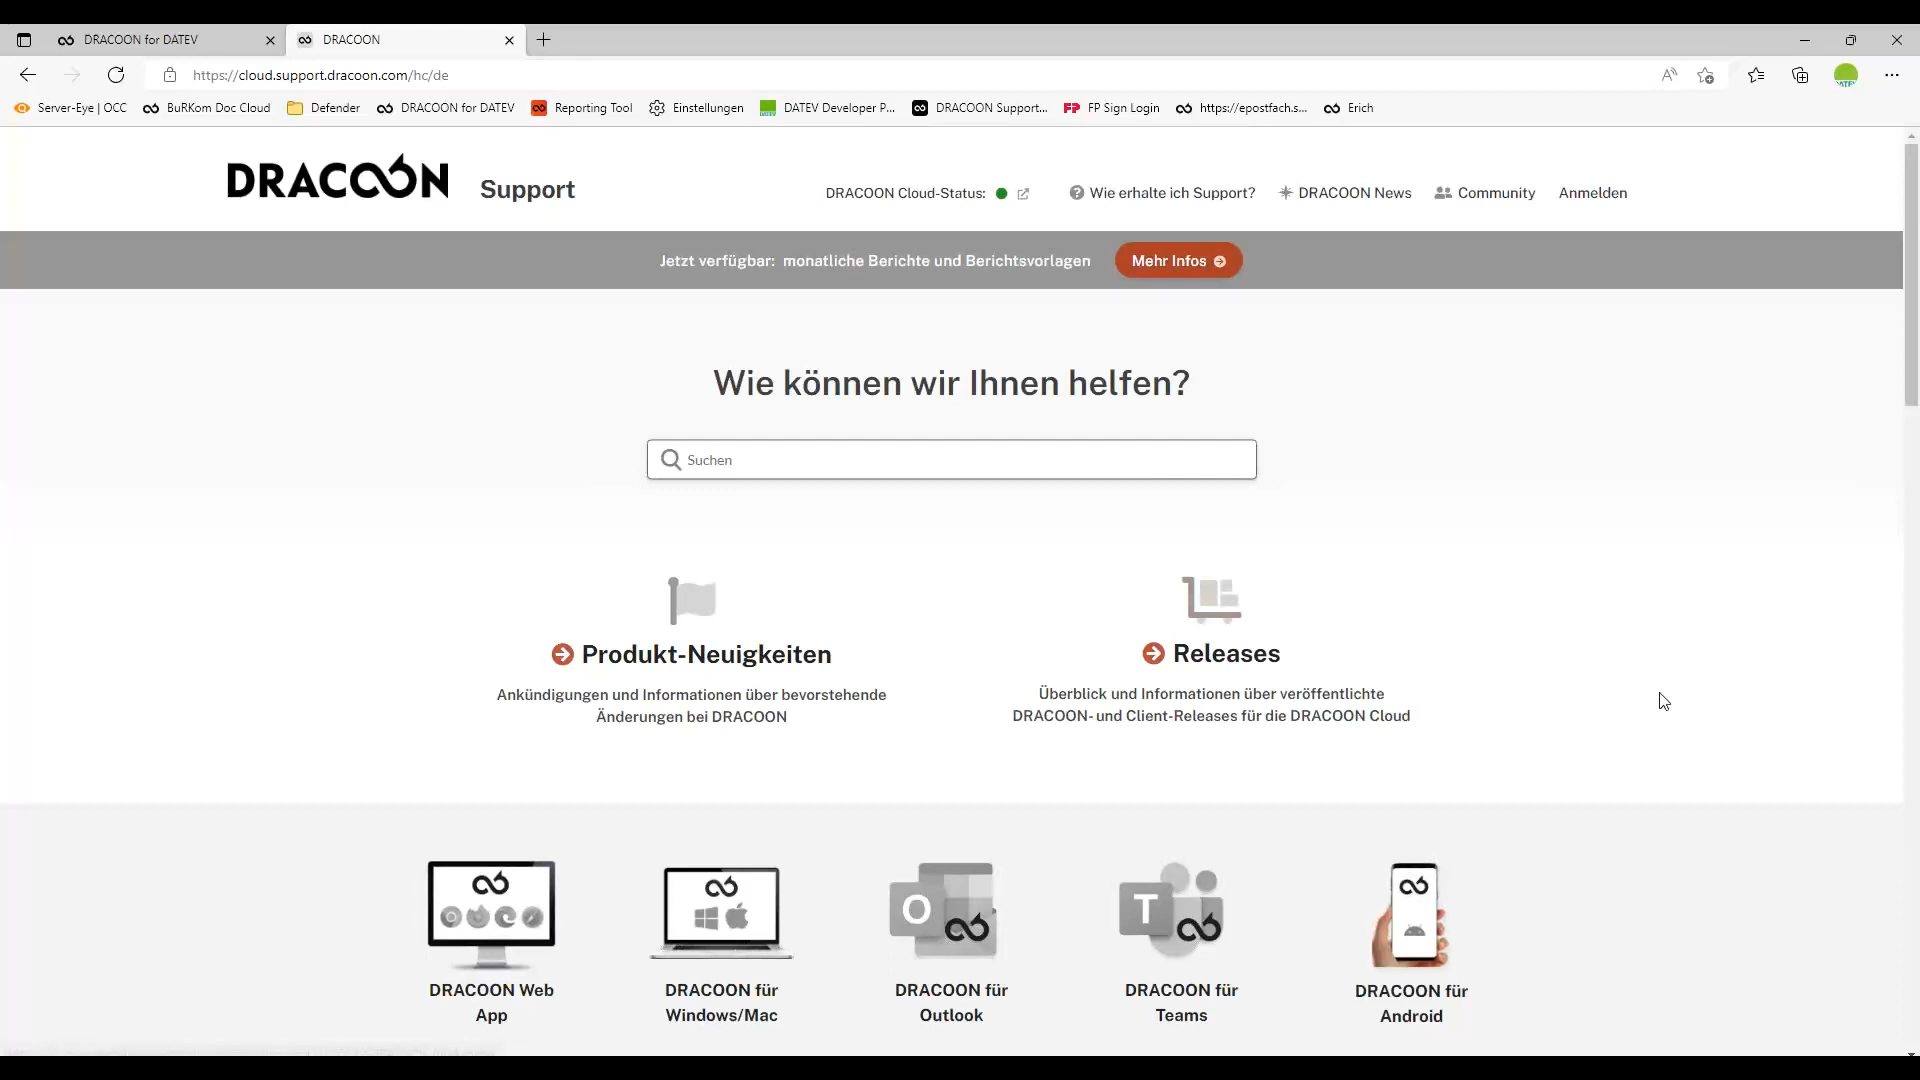 DRACOON for DATEV
DRACOON
https://cloud.support.dracoon.com/hc/de
Server-Eye | OCC
BuRKom Doc Cloud
Defender
DRACOON for DATEV
Reporting Tool
Einstellungen
DATEV Developer P...
DRACOON Support...
FP Sign Login
https://epostfach.s...
Erich
DRACOON Support
DRACOON Cloud-Status:
Wie erhalte ich Support?
DRACOON News
Community
Anmelden
Jetzt verfügbar: monatliche Berichte und Berichtsvorlagen
Mehr Infos
Wie können wir Ihnen helfen?
Suchen
Produkt-Neuigkeiten
Ankündigungen und Informationen über bevorstehende
Änderungen bei DRACOON
Releases
Überblick und Informationen über veröffentlichte
DRACOON- und Client-Releases für die DRACOON Cloud
DRACOON Web
App
DRACOON für
Windows/Mac
DRACOON für
Outlook
DRACOON für
Teams
DRACOON für
Android